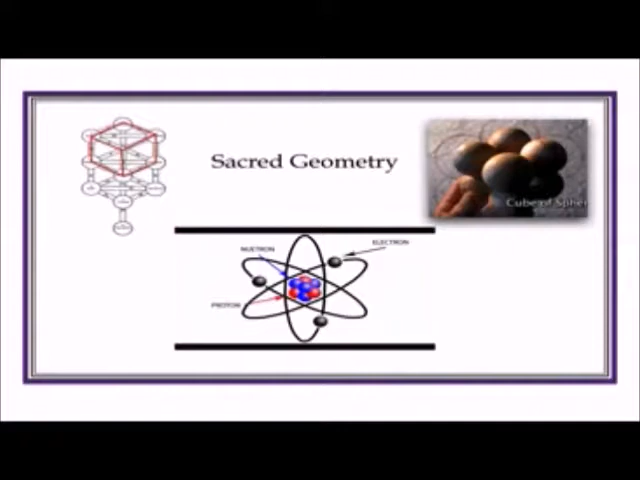 Sacred Geometry
Cube of Spher
NUETRON
ELECTRON
PROTON